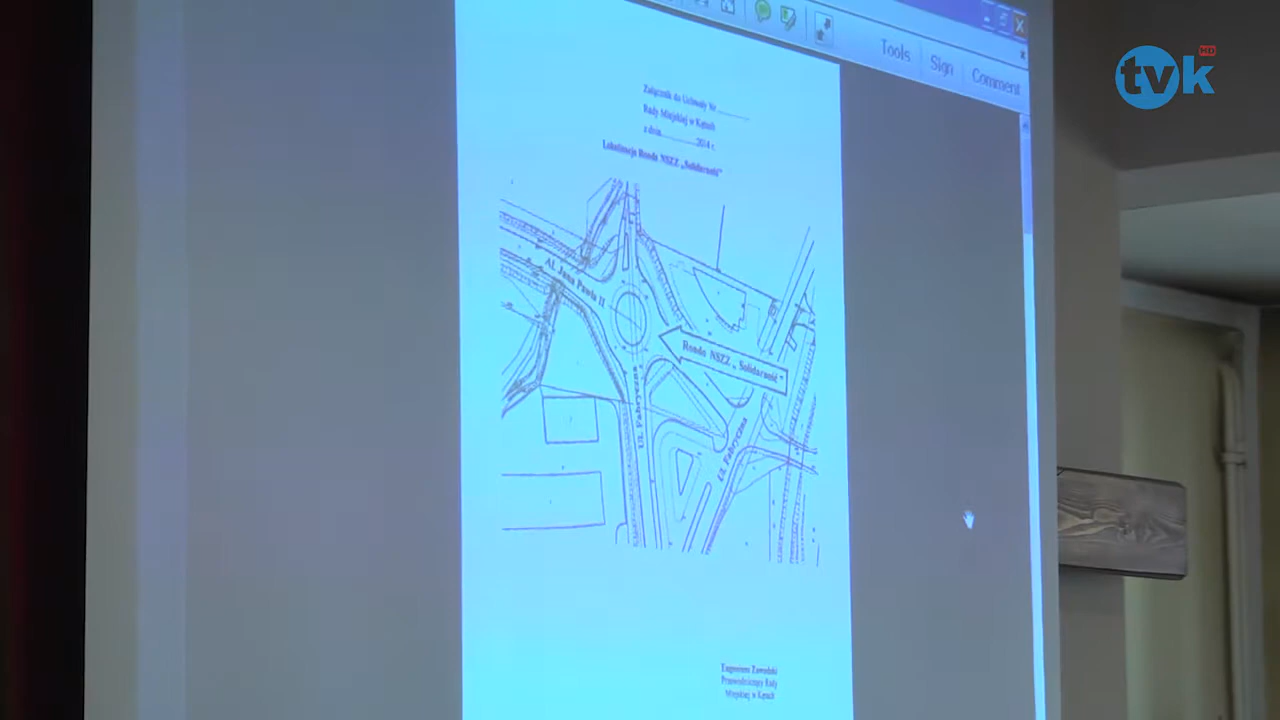 tvk HD
Tools Sign Comment
Załącznik do Uchwały Nr ............
Rady Miejskiej w Kętach
z dnia..............2014 r.
Lokalizacja Ronda NSZZ „Solidarność”
Al. Jana Pawła II
Rondo NSZZ „ Solidarność ”
Ul. Fabryczna
Ul. Fabryczna
Eugeniusz Zawadzki
Przewodniczący Rady
Miejskiej w Kętach